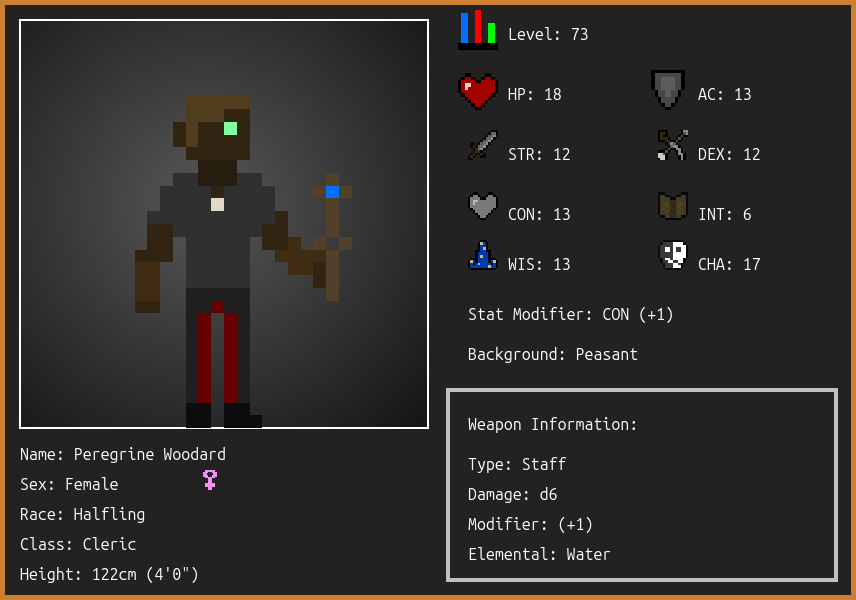 Level: 73
HP: 18
AC: 13
STR: 12
DEX: 12
CON: 13
INT: 6
WIS: 13
CHA: 17
Stat Modifier: CON (+1)
Background: Peasant
Weapon Information:
Type: Staff
Damage: d6
Modifier: (+1)
Elemental: Water
Name: Peregrine Woodard
Sex: Female
Race: Halfling
Class: Cleric
Height: 122cm (4'0")